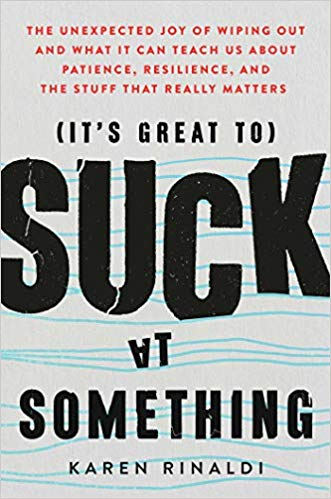 THE UNEXPECTED JOY OF WIPING OUT
AND WHAT IT CAN TEACH US ABOUT
PATIENCE, RESILIENCE, AND
THE STUFF THAT REALLY MATTERS
(IT'S GREAT TO)
SUCK
AT
SOMETHING
KAREN RINALDI